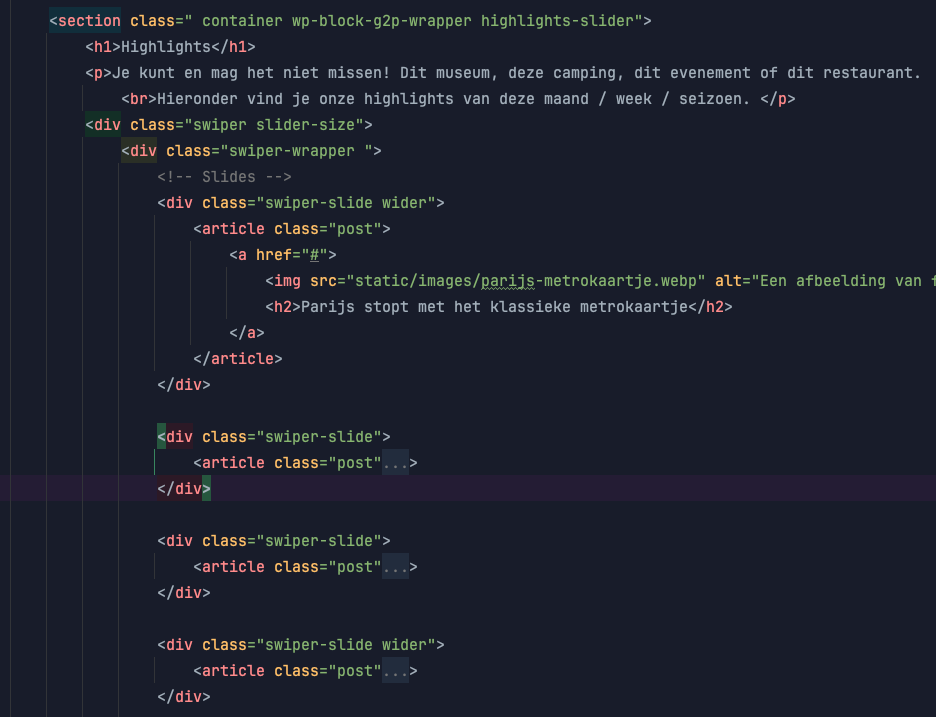 <section class=" container wp-block-g2p-wrapper highlights-slider">
<h1>Highlights</h1>
<p>Je kunt en mag het niet missen! Dit museum, deze camping, dit evenement of dit restaurant.
<br>Hieronder vind je onze highlights van deze maand / week / seizoen. </p>
<div class="swiper slider-size">
<div class="swiper-wrapper ">
<!-- Slides -->
<div class="swiper-slide wider">
<article class="post">
<a href="#">
<img src="static/images/parijs-metrokaartje.webp" alt="Een afbeelding van
<h2>Parijs stopt met het klassieke metrokaartje</h2>
</a>
</article>
</div>
<div class="swiper-slide">
<article class="post"...>
</div>
<div class="swiper-slide">
<article class="post"...>
</div>
<div class="swiper-slide wider">
<article class="post"...>
</div>